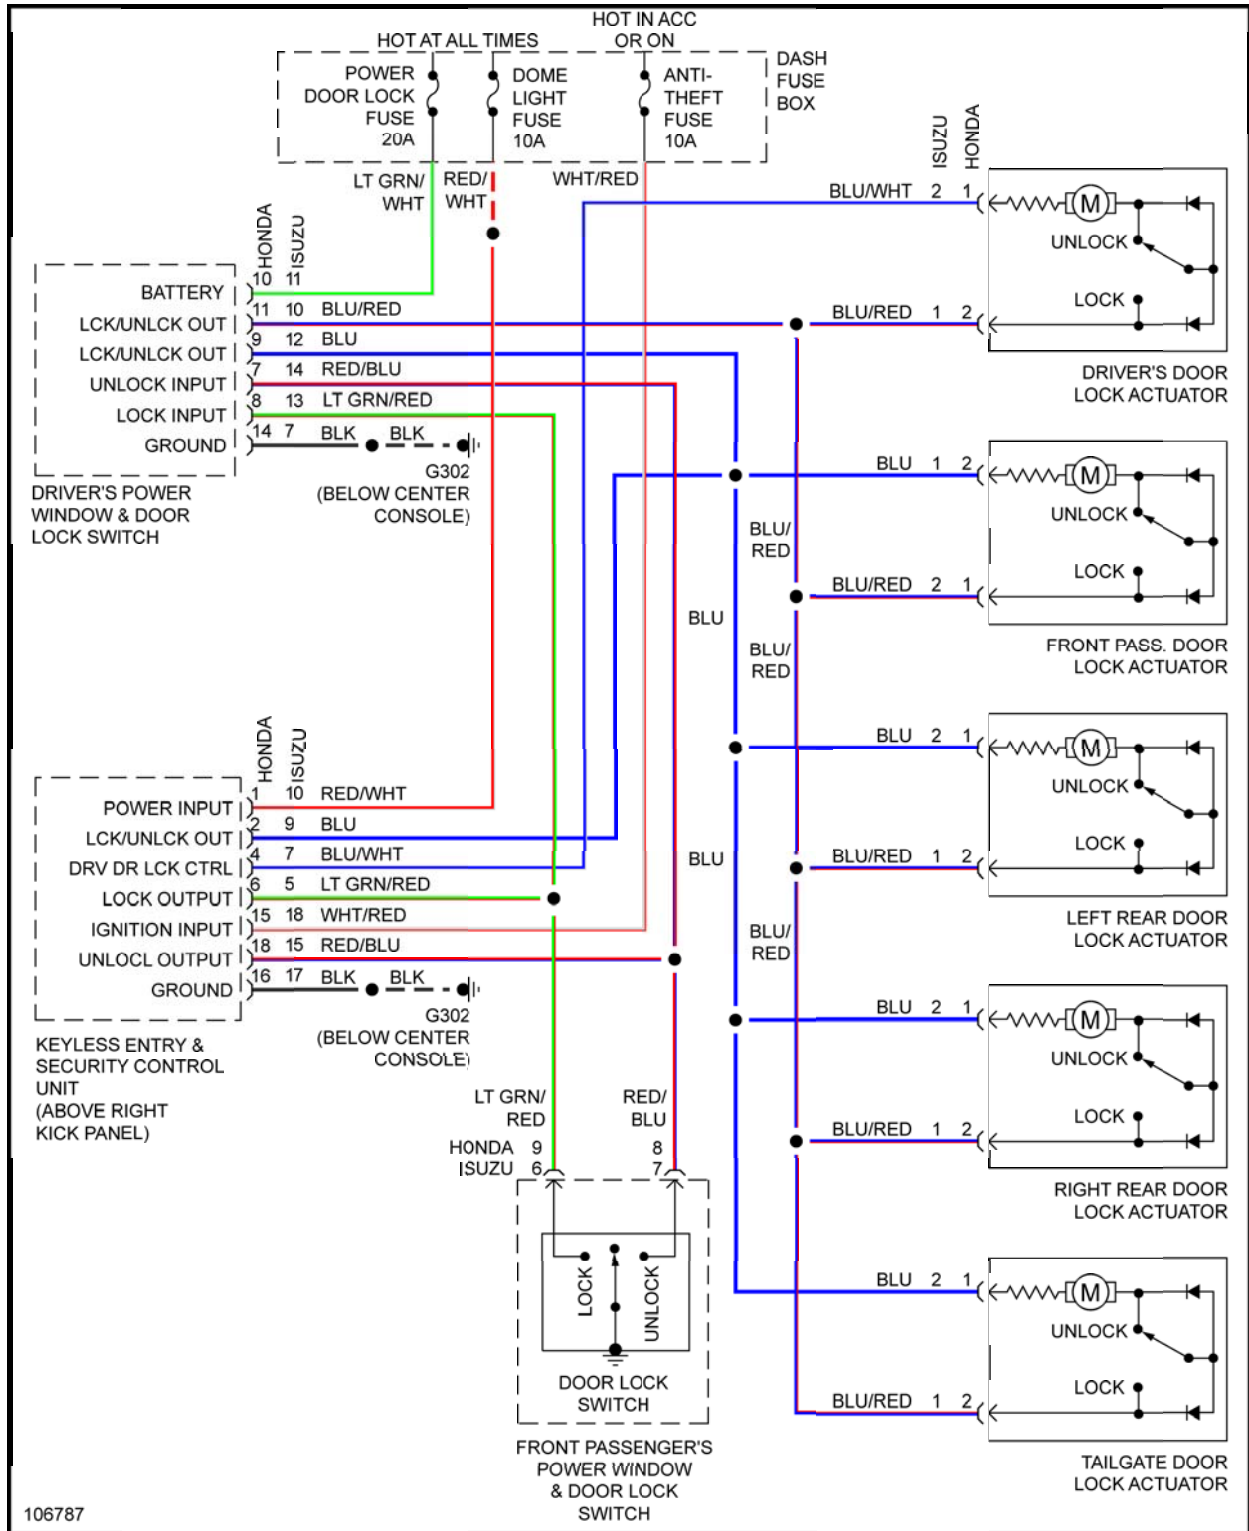 HOT IN ACC
HOT AT ALL TIMES OR ON
POWER
DOOR LOCK
FUSE
20A
DOME
LIGHT
FUSE
10A
ANTI-
THEFT
FUSE
10A
DASH
FUSE
BOX
LT GRN/
WHT
RED/
WHT
WHT/RED
HONDA
ISUZU
10 11
BATTERY
11 10 BLU/RED
LCK/UNLCK OUT
9 12 BLU
LCK/UNLCK OUT
7 14 RED/BLU
UNLOCK INPUT
8 13 LT GRN/RED
LOCK INPUT
14 7 BLK BLK
GROUND
G302
(BELOW CENTER
CONSOLE)
DRIVER'S POWER
WINDOW & DOOR
LOCK SWITCH
HONDA
ISUZU
1 10 RED/WHT
POWER INPUT
2 9 BLU
LCK/UNLCK OUT
4 7 BLU/WHT
DRV DR LCK CTRL
6 5 LT GRN/RED
LOCK OUTPUT
15 18 WHT/RED
IGNITION INPUT
18 15 RED/BLU
UNLOCL OUTPUT
16 17 BLK BLK
GROUND
G302
(BELOW CENTER
CONSOLE)
KEYLESS ENTRY &
SECURITY CONTROL
UNIT
(ABOVE RIGHT
KICK PANEL)
LT GRN/
RED
RED/
BLU
HONDA 9 8
ISUZU 6 7
LOCK
UNLOCK
DOOR LOCK
SWITCH
FRONT PASSENGER'S
POWER WINDOW
& DOOR LOCK
SWITCH
BLU/
RED
BLU
BLU/
RED
BLU
BLU/
RED
ISUZU
HONDA
BLU/WHT 2 1
M
UNLOCK
LOCK
BLU/RED 1 2
DRIVER'S DOOR
LOCK ACTUATOR
BLU 1 2
M
UNLOCK
LOCK
BLU/RED 2 1
FRONT PASS. DOOR
LOCK ACTUATOR
BLU 2 1
M
UNLOCK
LOCK
BLU/RED 1 2
LEFT REAR DOOR
LOCK ACTUATOR
BLU 2 1
M
UNLOCK
LOCK
BLU/RED 1 2
RIGHT REAR DOOR
LOCK ACTUATOR
BLU 2 1
M
UNLOCK
LOCK
BLU/RED 1 2
TAILGATE DOOR
LOCK ACTUATOR
106787